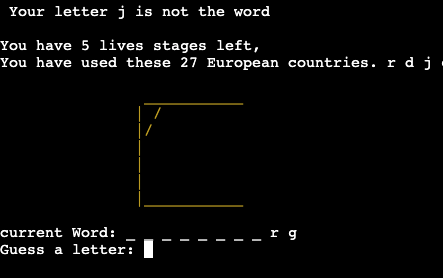 Your letter j is not the word
You have 5 lives stages left,
You have used these 27 European countries. r d j
current Word: _ _ _ _ _ _ _ _ r g
Guess a letter: